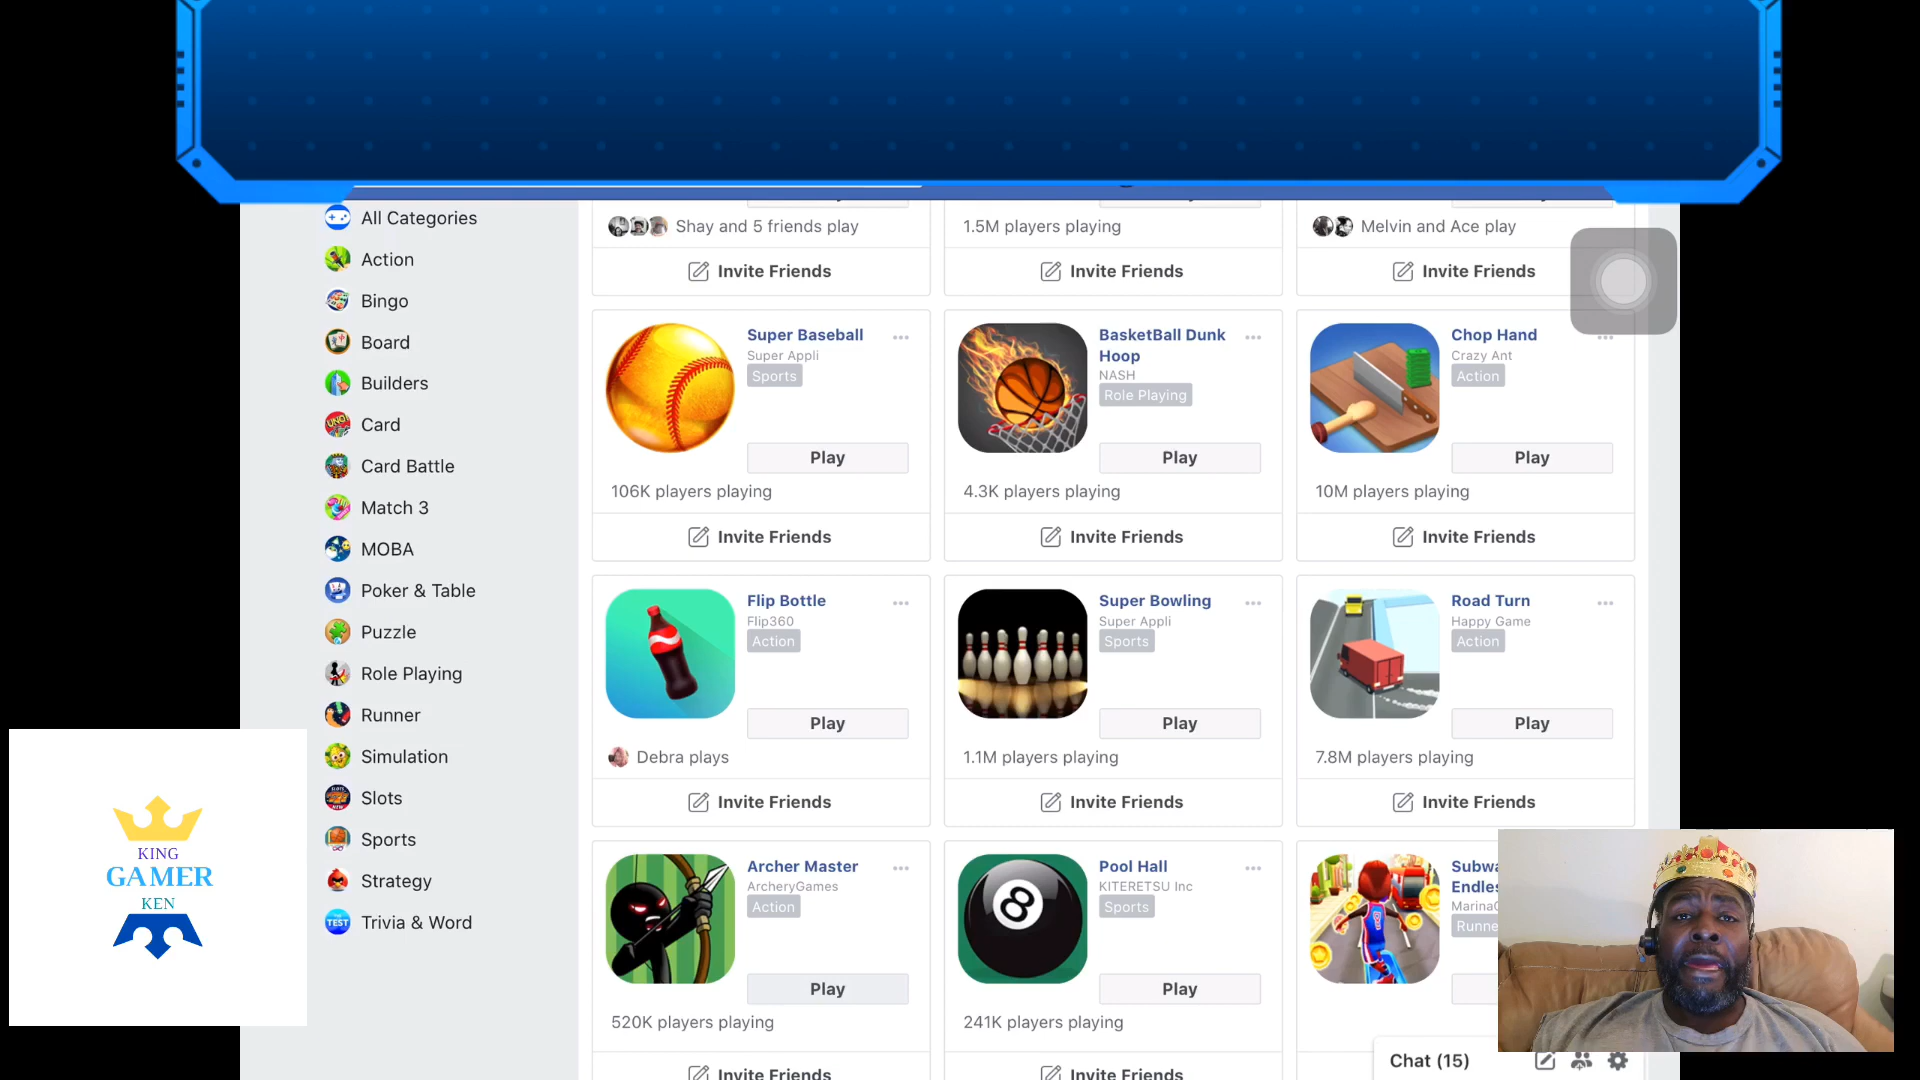 All Categories
Action
Bingo
Board
Builders
Card
Card Battle
Match 3
MOBA
Poker & Table
Puzzle
Role Playing
Runner
Simulation
Slots
Sports
Strategy
Trivia & Word
Shay and 5 friends play
1.5M players playing
Melvin and Ace play
Invite Friends
Invite Friends
Invite Friends
Super Baseball
Super Appli
Sports
Play
106K players playing
Invite Friends
BasketBall Dunk
Hoop
NASH
Role Playing
Play
4.3K players playing
Invite Friends
Chop Hand
Crazy Ant
Action
Play
10M players playing
Invite Friends
Flip Bottle
Flip360
Action
Play
Debra plays
Invite Friends
Super Bowling
Super Appli
Sports
Play
1.1M players playing
Invite Friends
Road Turn
Happy Game
Action
Play
7.8M players playing
Invite Friends
Archer Master
ArcheryGames
Action
Play
520K players playing
Invite Friends
Pool Hall
KITERETSU Inc
Sports
8
Play
241K players playing
Invite Friends
Chat (15)
KING
GAMER
KEN
UNO
TEST